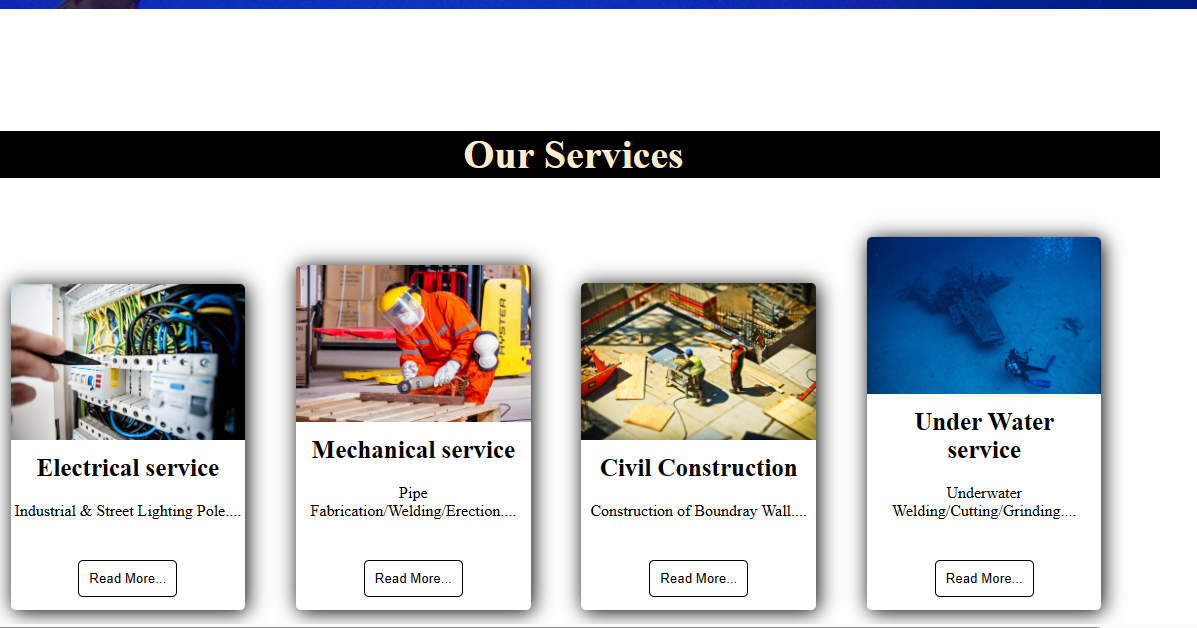 Our Services
Electrical service
Industrial & Street Lighting Pole....
Read More...
Mechanical service
Pipe
Fabrication/Welding/Erection....
Read More...
Civil Construction
Construction of Boundray Wall....
Read More...
Under Water
service
Underwater
Welding/Cutting/Grinding....
Read More...